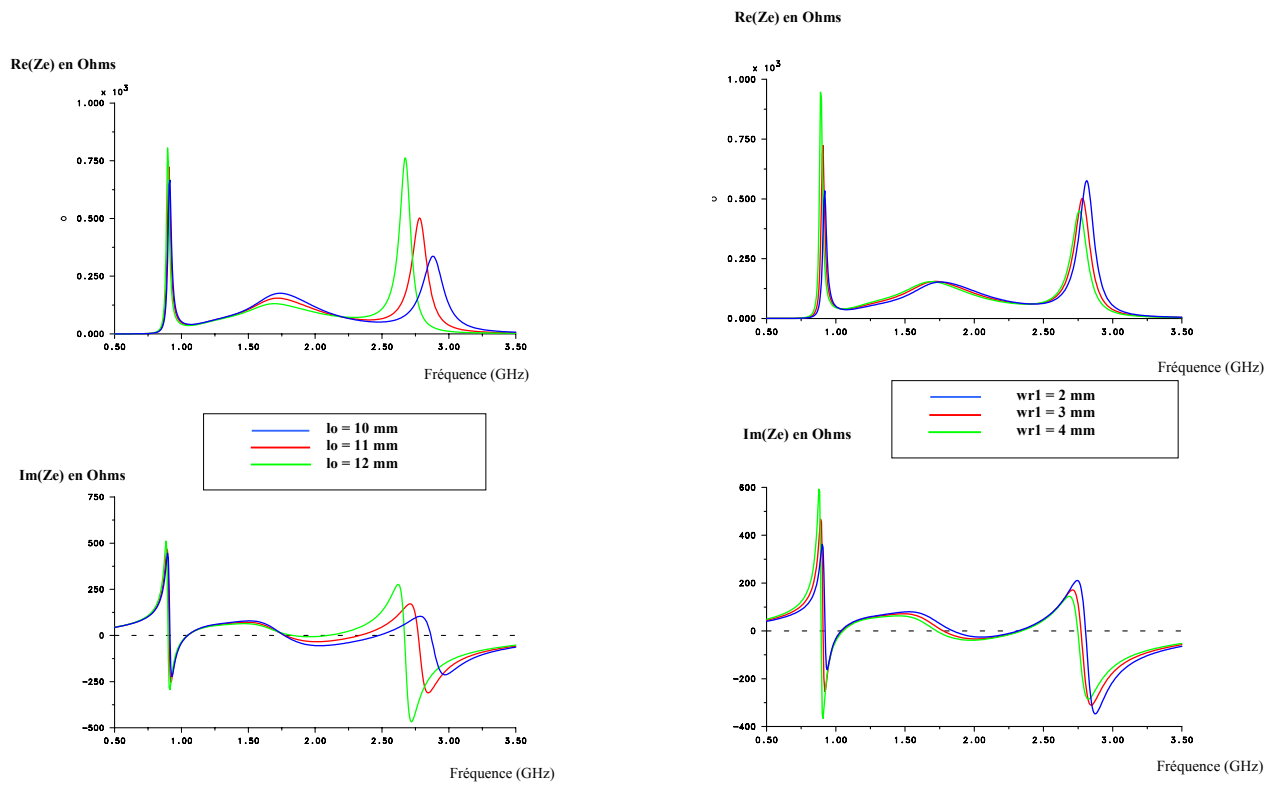 Re(Ze) en Ohms
x 10³
1.000
0.750
0.500
0.250
0.000
0.50 1.00 1.50 2.00 2.50 3.00 3.50
Fréquence (GHz)
lo = 10 mm
lo = 11 mm
lo = 12 mm
Im(Ze) en Ohms
750
500
250
0
-250
-500
0.50 1.00 1.50 2.00 2.50 3.00 3.50
Fréquence (GHz)
Re(Ze) en Ohms
x 10³
1.000
0.750
0.500
0.250
0.000
0.50 1.00 1.50 2.00 2.50 3.00 3.50
Fréquence (GHz)
wr1 = 2 mm
wr1 = 3 mm
wr1 = 4 mm
Im(Ze) en Ohms
600
400
200
0
-200
-400
0.50 1.00 1.50 2.00 2.50 3.00 3.50
Fréquence (GHz)